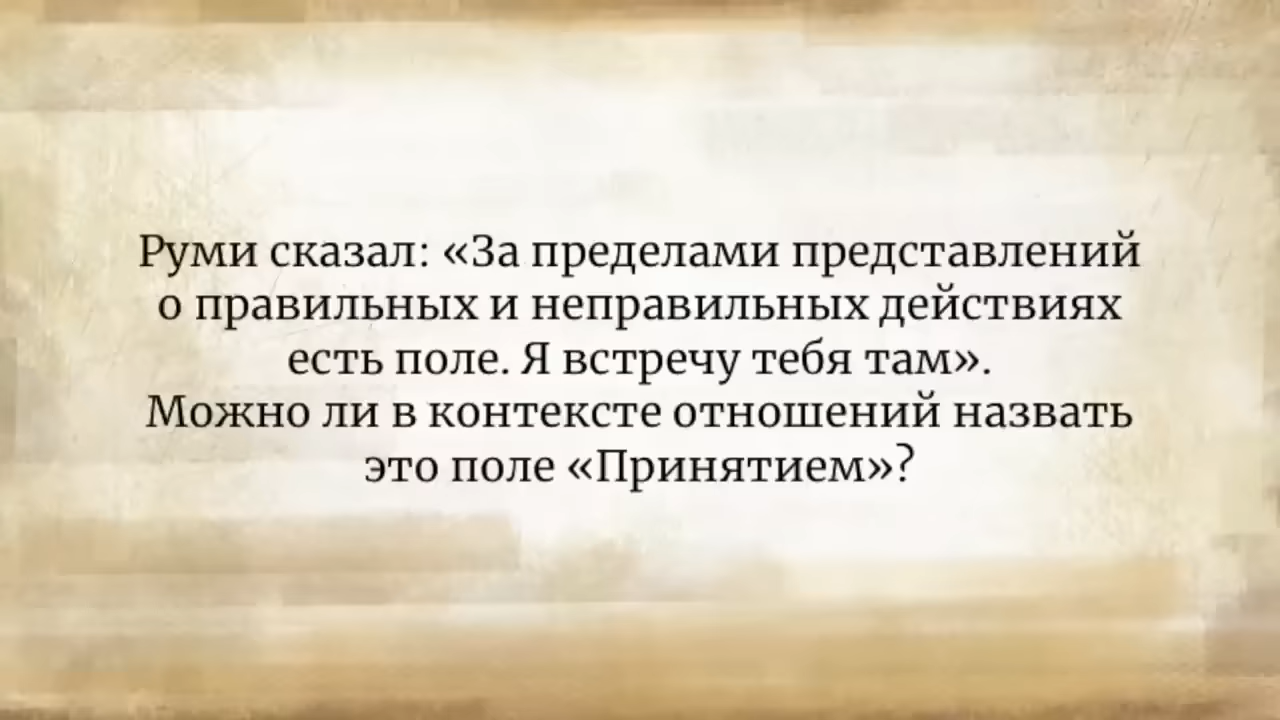 Руми сказал: «За пределами представлений
о правильных и неправильных действиях
есть поле. Я встречу тебя там».
Можно ли в контексте отношений назвать
это поле «Принятием»?